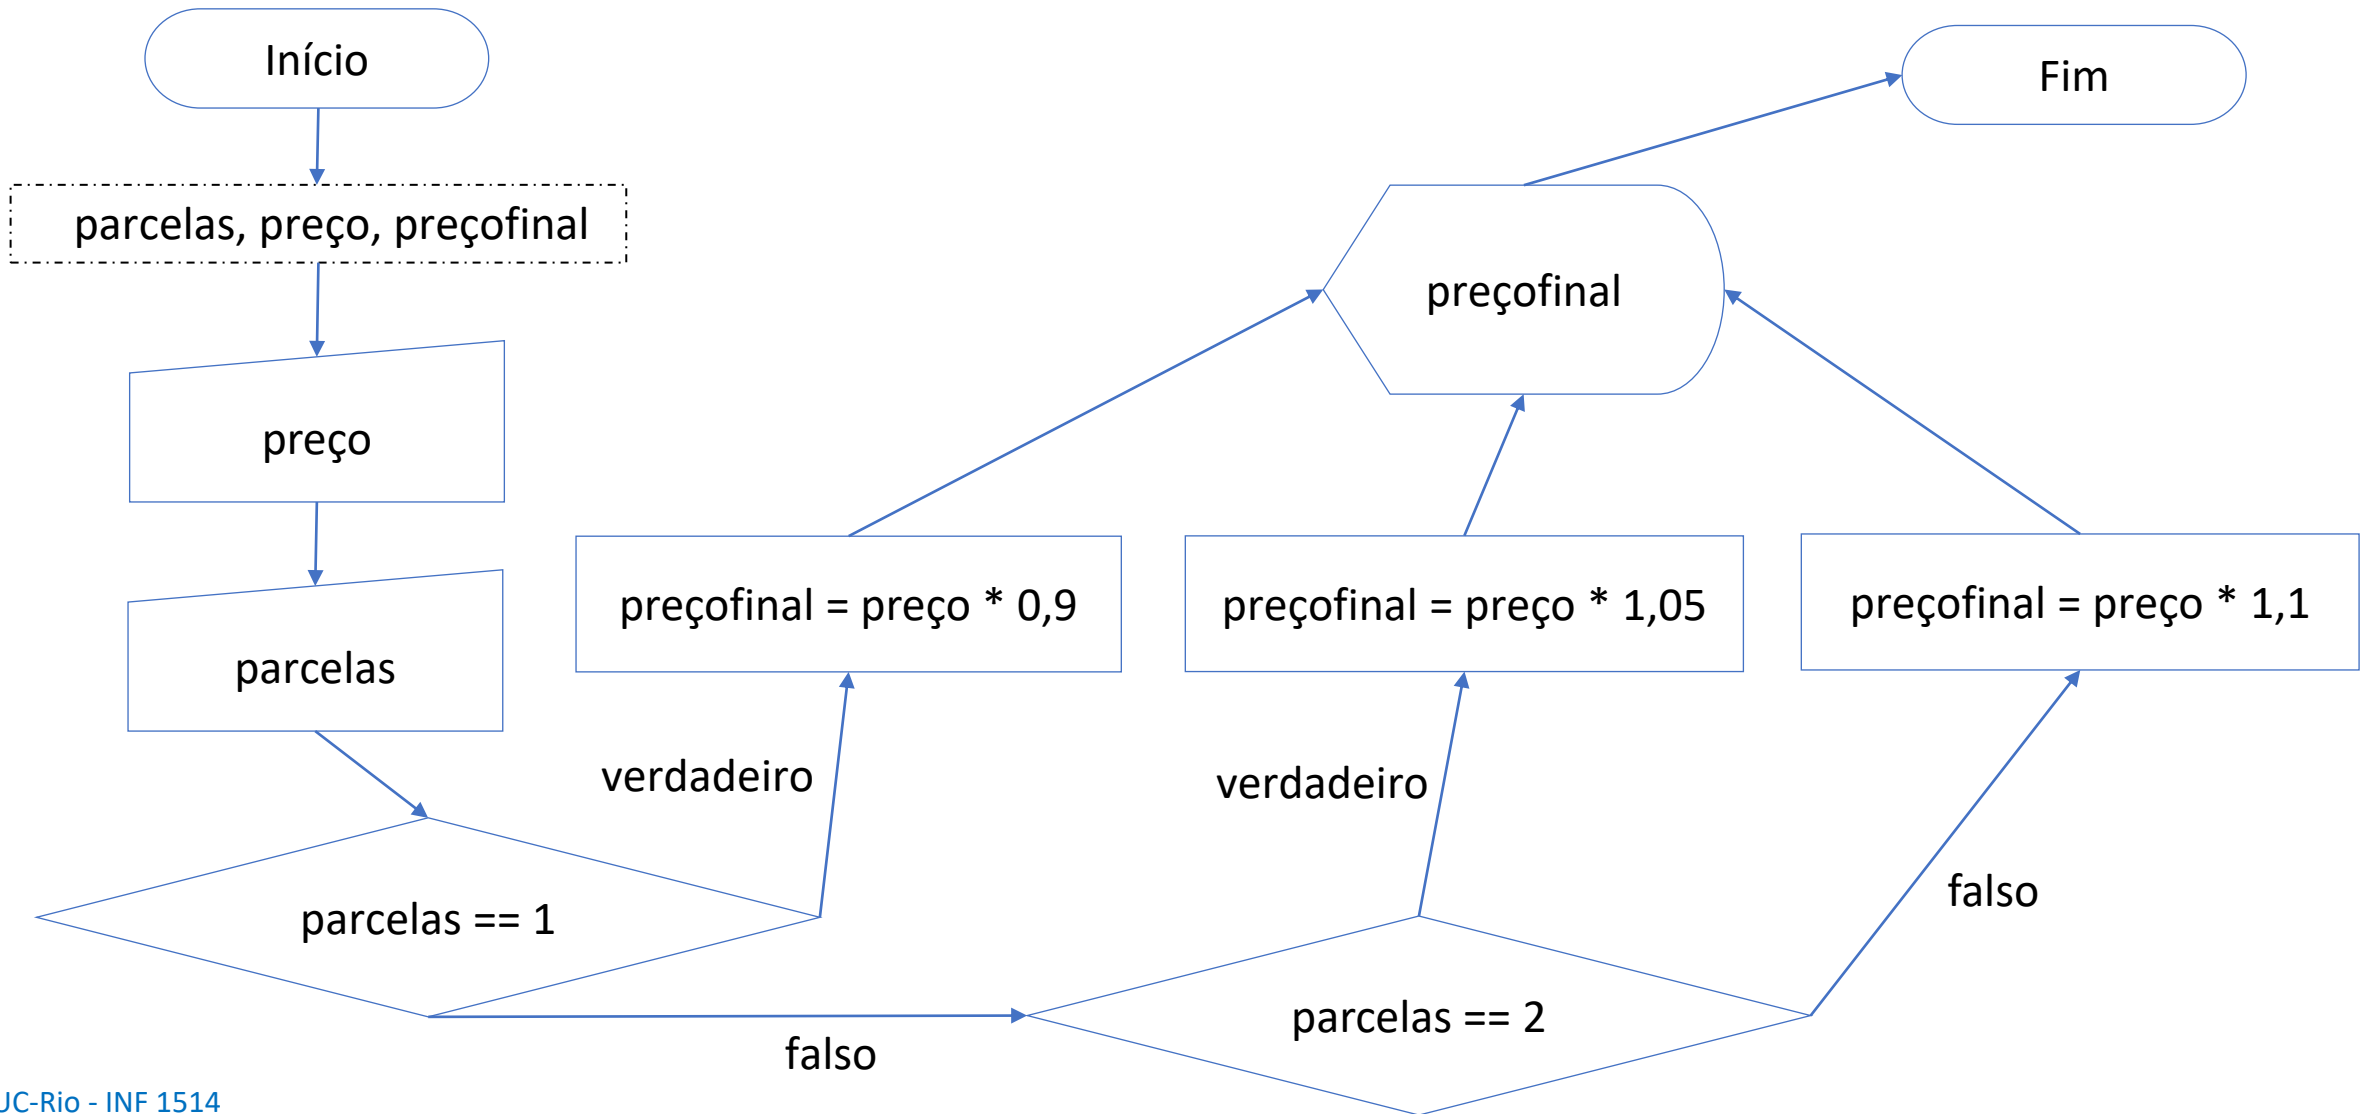 Início
parcelas, preço, preçofinal
preço
parcelas
parcelas == 1
verdadeiro
preçofinal = preço * 0,9
falso
parcelas == 2
verdadeiro
preçofinal = preço * 1,05
falso
preçofinal = preço * 1,1
preçofinal
Fim
UC-Rio - INF 1514